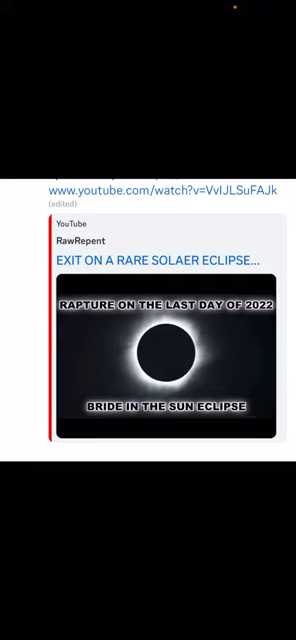 www.youtube.com/watch?v=VvIJLSuFAJk
(edited)
YouTube
RawRepent
EXIT ON A RARE SOLAER ECLIPSE...
RAPTURE ON THE LAST DAY OF 2022
BRIDE IN THE SUN ECLIPSE